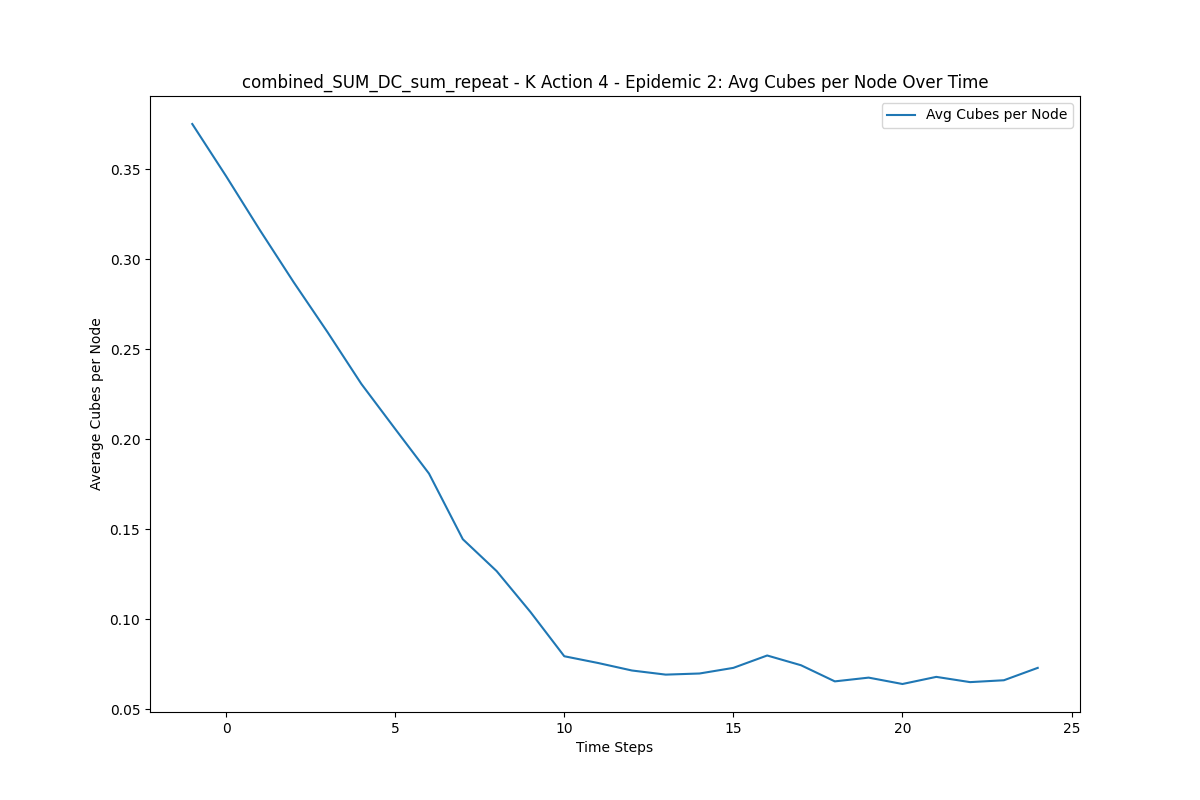 combined_SUM_DC_sum_repeat - K Action 4 - Epidemic 2: Avg Cubes per Node Over Time
Avg Cubes per Node
Average Cubes per Node
0.35
0.30
0.25
0.20
0.15
0.10
0.05
0 5 10 15 20 25
Time Steps